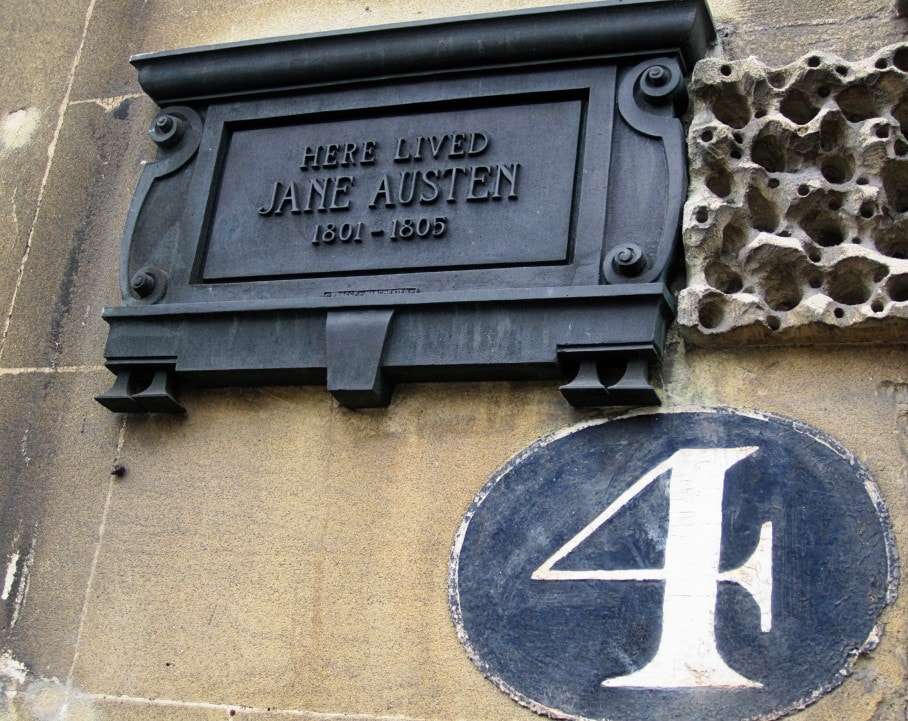 HERE LIVED
JANE AUSTEN
1801 - 1805
4